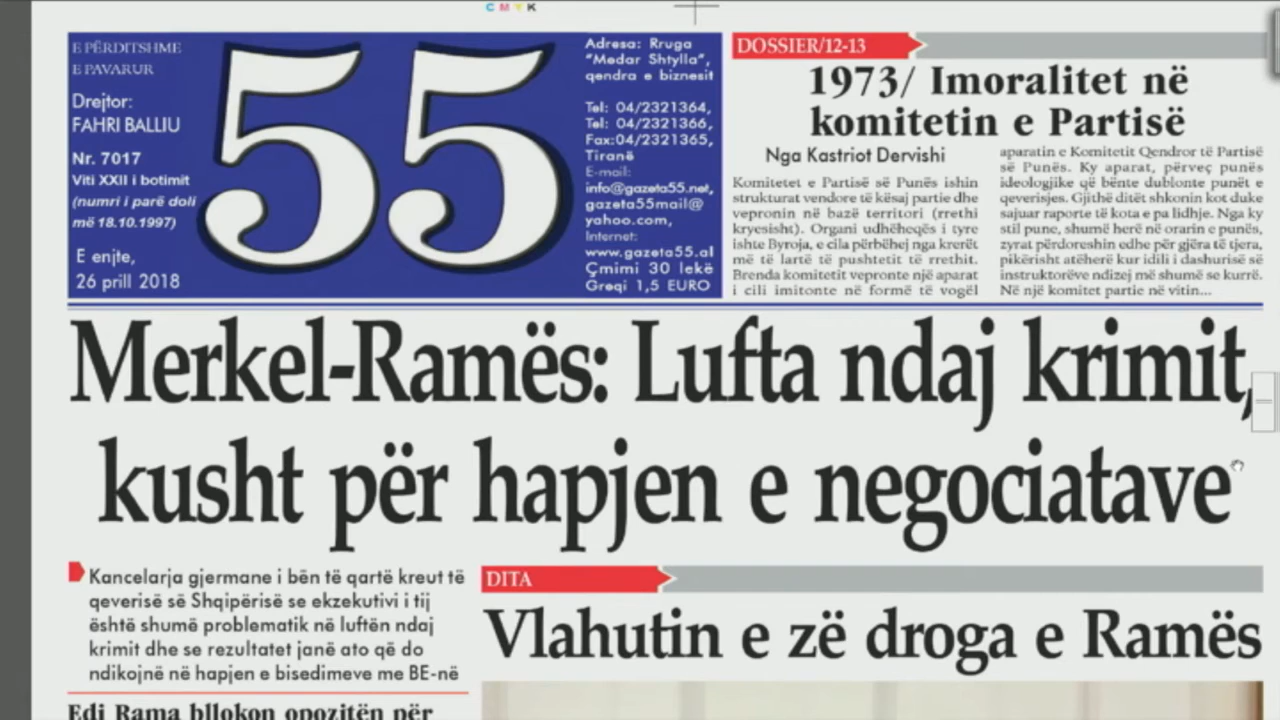 C M Y K
E PËRDITSHME
E PAVARUR
Drejtor:
FAHRI BALLIU
Nr. 7017
Viti XXII i botimit
(numri i parë doli
më 18.10.1997)
E enjte,
26 prill 2018
55
Adresa: Rruga
"Medar Shtylla",
qendra e biznesit
Tel: 04/2321364,
Tel: 04/2321366,
Fax:04/2321365,
Tiranë
E-mail:
info@gazeta55.net,
gazeta55mail@
yahoo.com,
Internet:
www.gazeta55.al
Çmimi 30 lekë
Greqi 1,5 EURO
DOSSIER/12-13
1973/ Imoralitet në
komitetin e Partisë
Nga Kastriot Dervishi
Komitetet e Partisë së Punës ishin
strukturat vendore të kësaj partie dhe
vepronin në bazë territori (rrethi
kryesisht). Organi udhëheqës i tyre
ishte Byroja, e cila përbëhej nga krerët
më të lartë të pushtetit të rrethit.
Brenda komitetit vepronte një aparat
i cili imitonte në formë të vogël
aparatin e Komitetit Qendror të Partisë
së Punës. Ky aparat, përveç punës
ideologjike që bënte dublonte punët e
qeverisjes. Gjithë ditët shkonin kot duke
sajuar raporte të kota e pa lidhje. Nga ky
stil pune, shumë herë në orarin e punës,
zyrat përdoreshin edhe për gjëra të tjera,
pikërisht atëherë kur idili i dashurisë së
instruktorëve ndizej më shumë se kurrë.
Në një komitet partie në vitin...
Merkel-Ramës: Lufta ndaj krimit,
kusht për hapjen e negociatave
Kancelarja gjermane i bën të qartë kreut të
qeverisë së Shqipërisë se ekzekutivi i tij
është shumë problematik në luftën ndaj
krimit dhe se rezultatet janë ato që do
ndikojnë në hapjen e bisedimeve me BE-në
Edi Rama bllokon opozitën për
DITA
Vlahutin e zë droga e Ramës